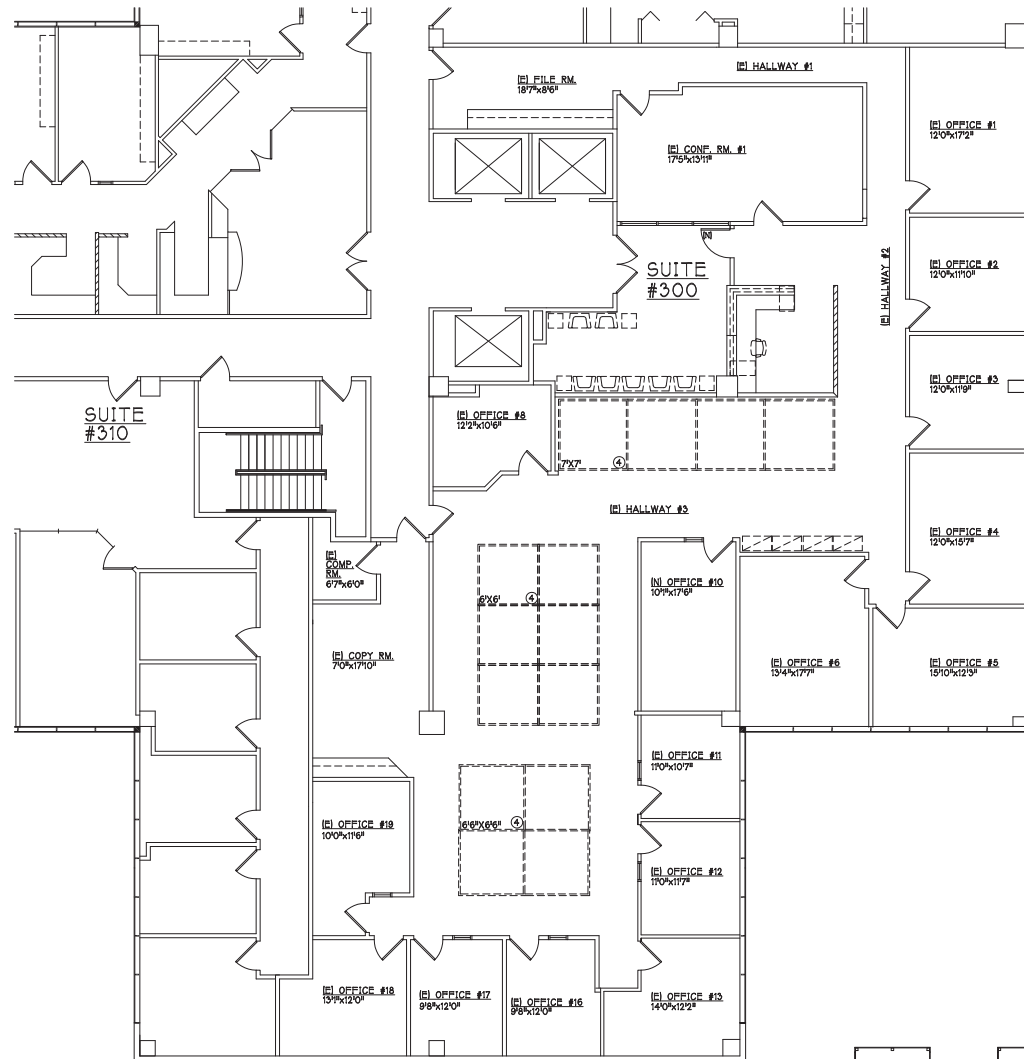 (E) HALLWAY #1
(E) FILE RM.
18'7"x8'6"
(E) OFFICE #1
12'0"x17'2"
(E) CONF. RM. #1
17'5"x13'11"
(N)
SUITE
#300
(E) HALLWAY #2
(E) OFFICE #2
12'0"x11'10"
(E) OFFICE #3
12'0"x11'9"
SUITE
#310
(E) OFFICE #8
12'2"x10'6"
7'X7'
4
(E) HALLWAY #3
(E) OFFICE #4
12'0"x15'7"
(E)
COMP.
RM.
6'7"x6'0"
(N) OFFICE #10
10'1"x17'6"
6'X6'
4
(E) COPY RM.
7'0"x17'10"
(E) OFFICE #6
13'4"x17'7"
(E) OFFICE #5
15'10"x12'3"
(E) OFFICE #11
11'0"x10'7"
(E) OFFICE #19
10'0"x11'6"
6'6"X6'6"
4
(E) OFFICE #12
11'0"x11'7"
(E) OFFICE #18
13'1"x12'0"
(E) OFFICE #17
9'8"x12'0"
(E) OFFICE #16
9'8"x12'0"
(E) OFFICE #13
14'0"x12'2"